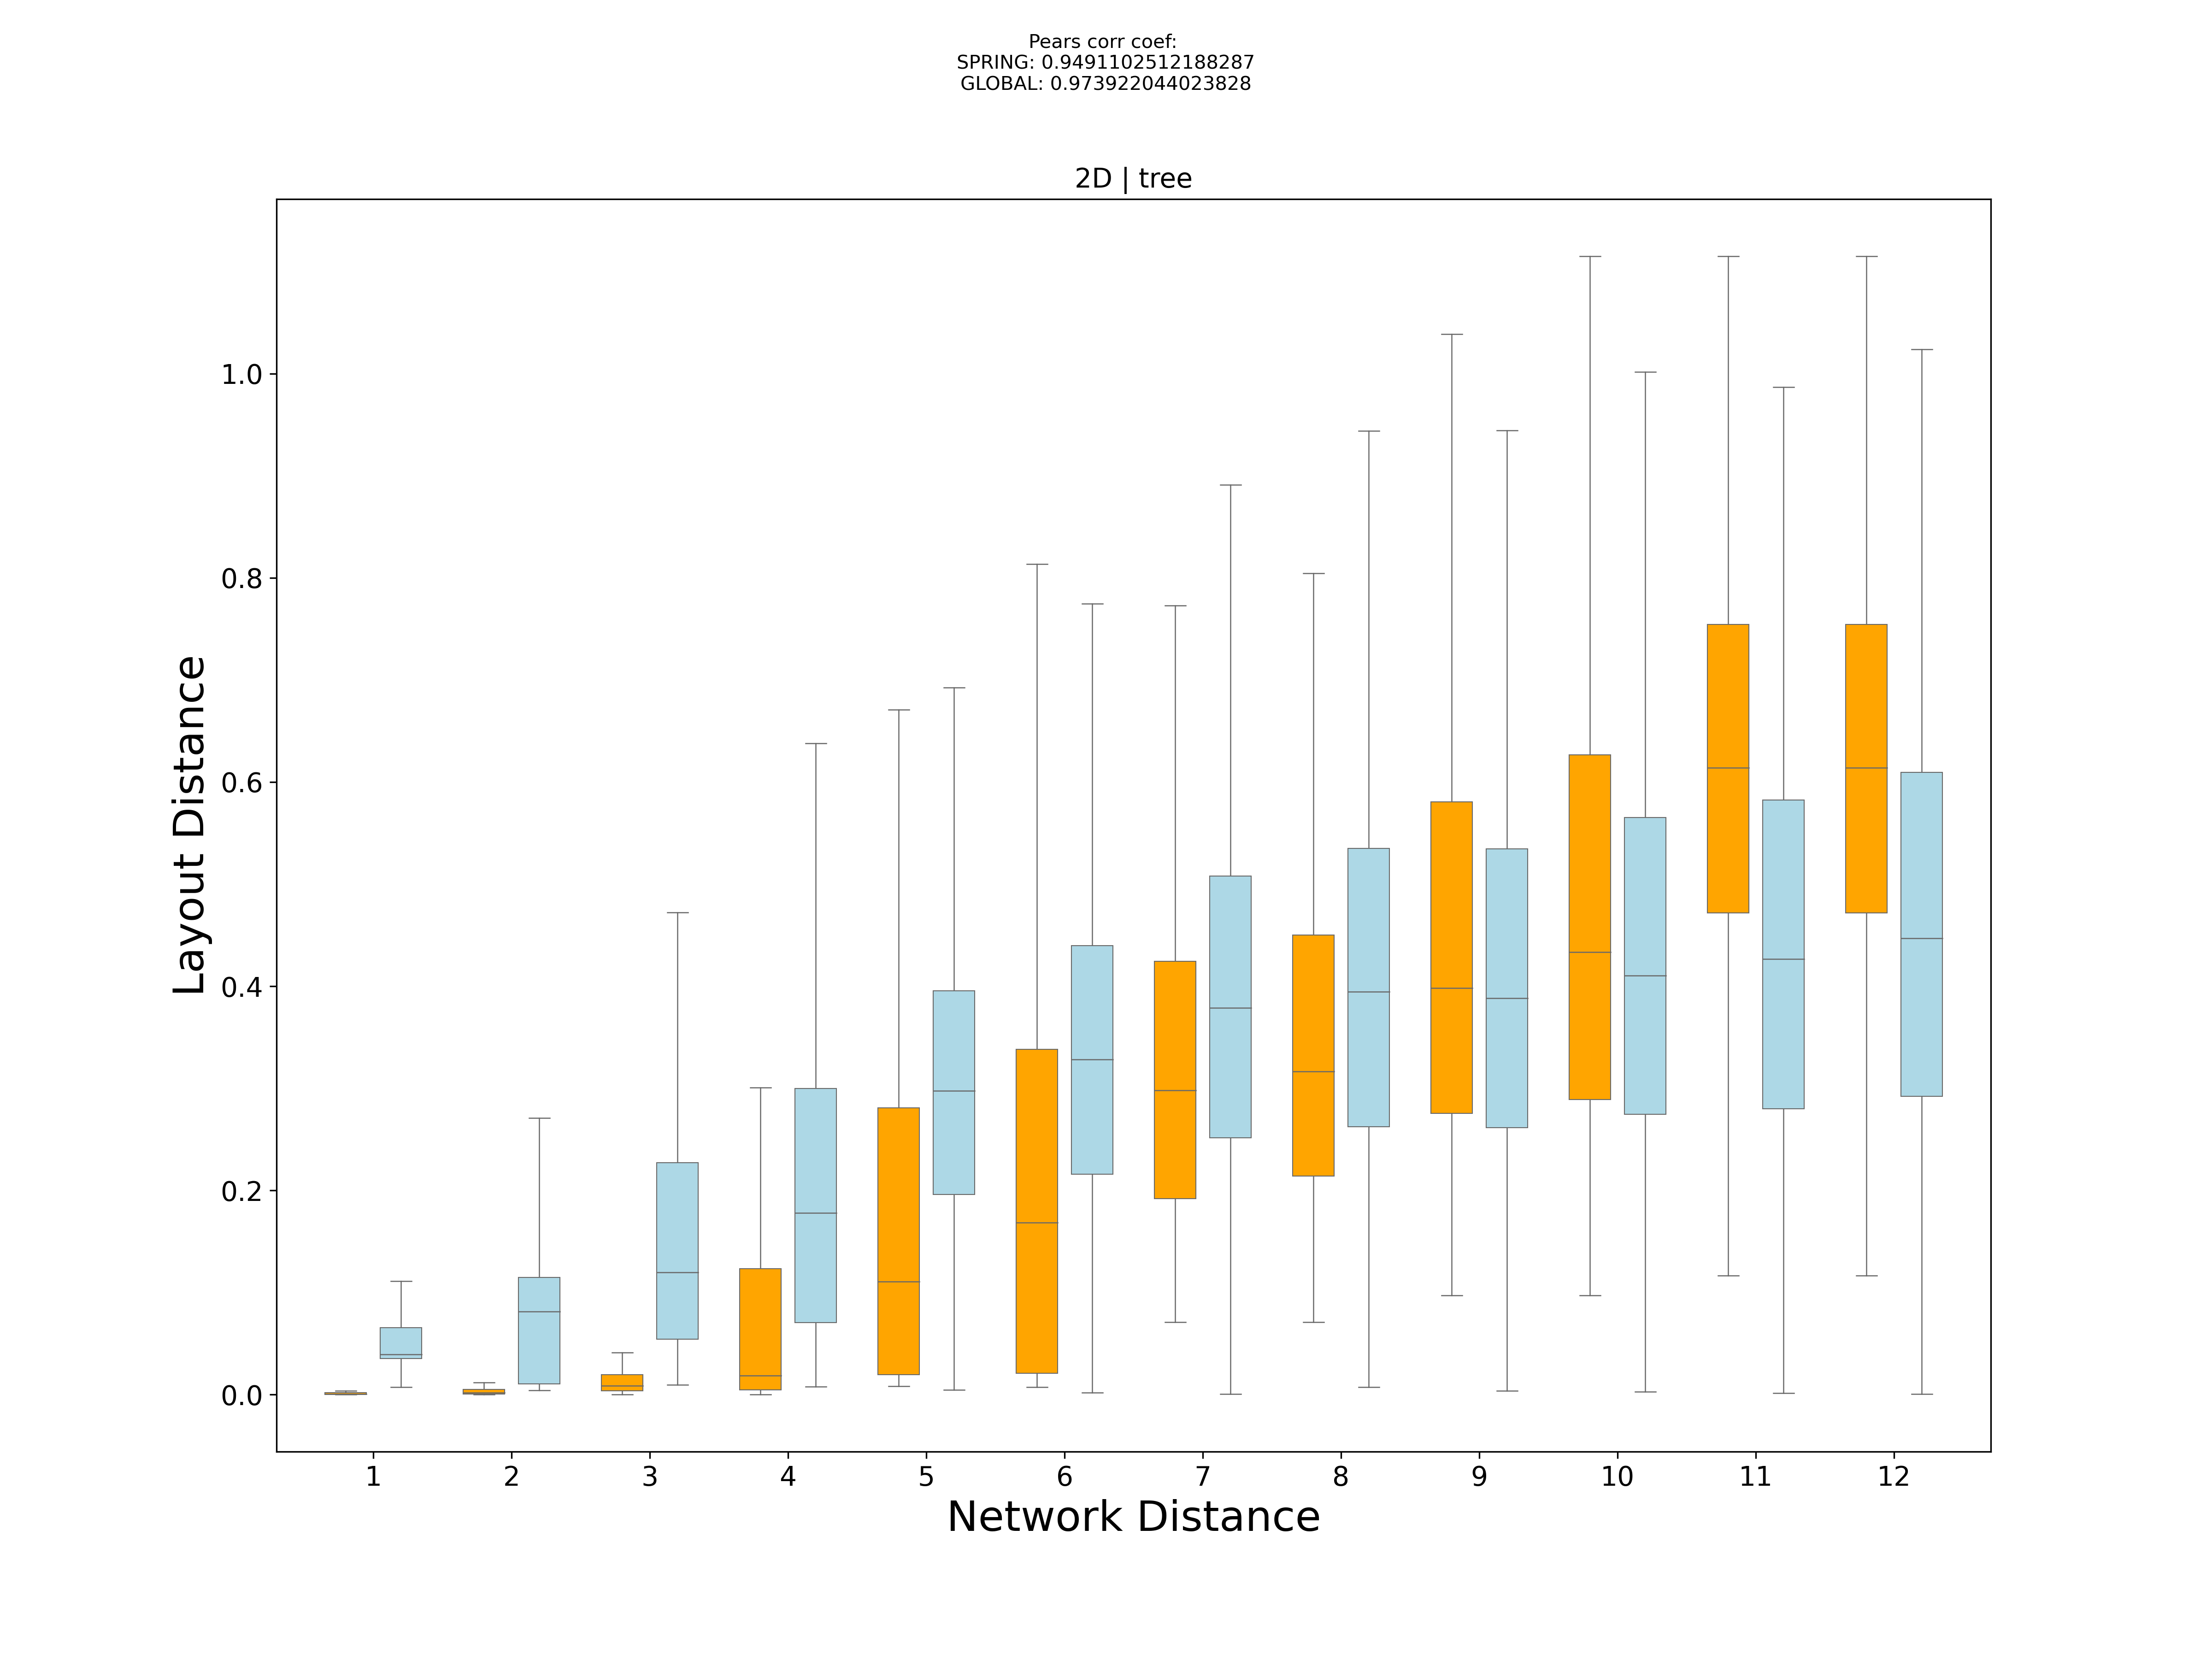 Pears corr coef:
SPRING: 0.9491102512188287
GLOBAL: 0.973922044023828
2D | tree
Layout Distance
1.0
0.8
0.6
0.4
0.2
0.0
1 2 3 4 5 6 7 8 9 10 11 12
Network Distance